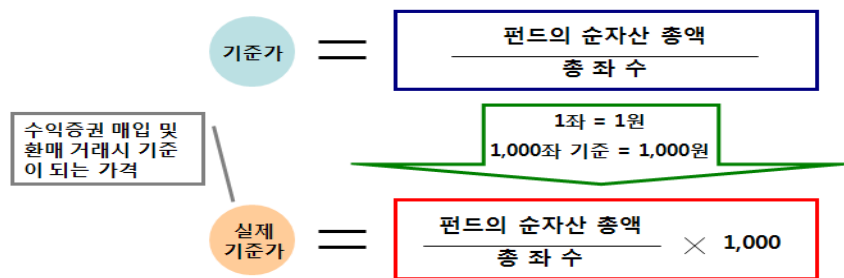 기준가
펀드의 순자산 총액
총 좌 수
1좌 = 1원
1,000좌 기준 = 1,000원
수익증권 매입 및
환매 거래시 기준
이 되는 가격
실제
기준가
펀드의 순자산 총액
총 좌 수
× 1,000